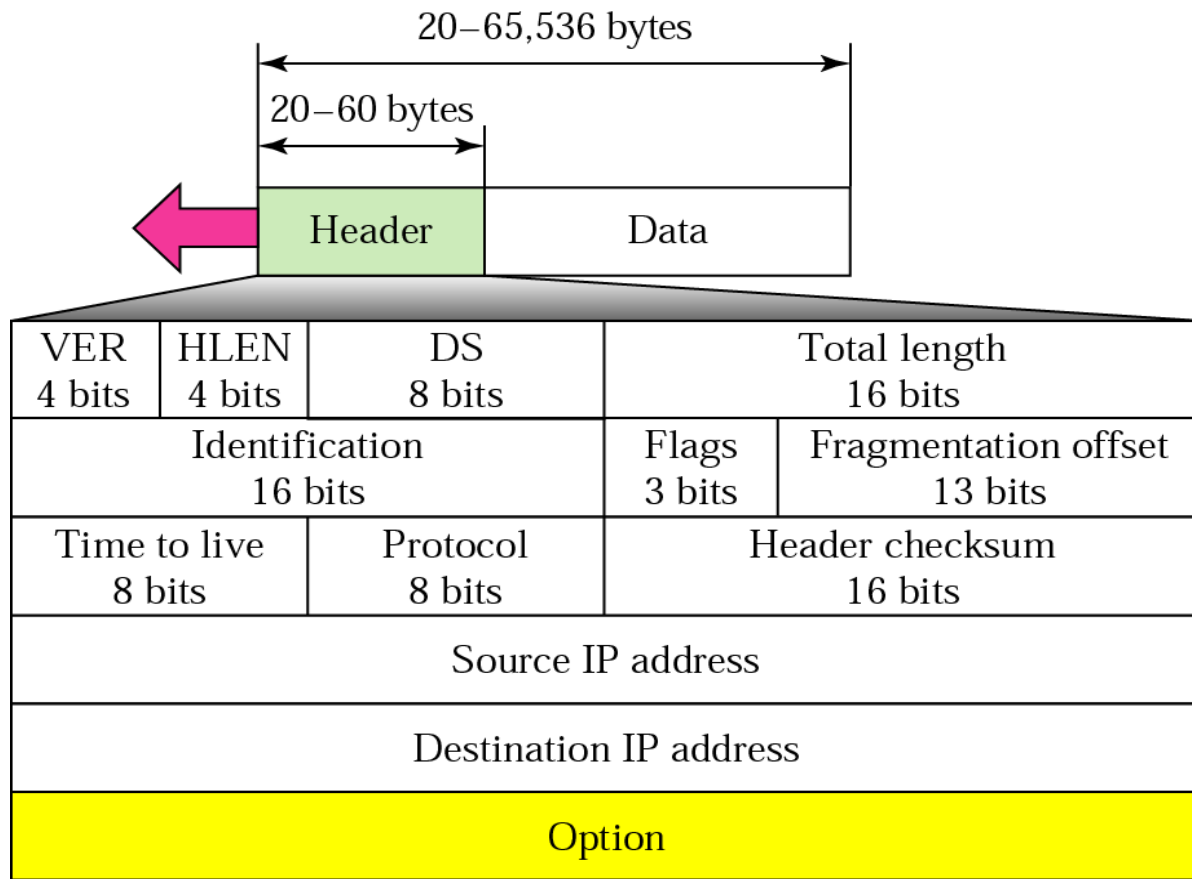 20–65,536 bytes
20–60 bytes
Header Data
VER HLEN DS Total length
4 bits 4 bits 8 bits 16 bits
Identification Flags Fragmentation offset
16 bits 3 bits 13 bits
Time to live Protocol Header checksum
8 bits 8 bits 16 bits
Source IP address
Destination IP address
Option